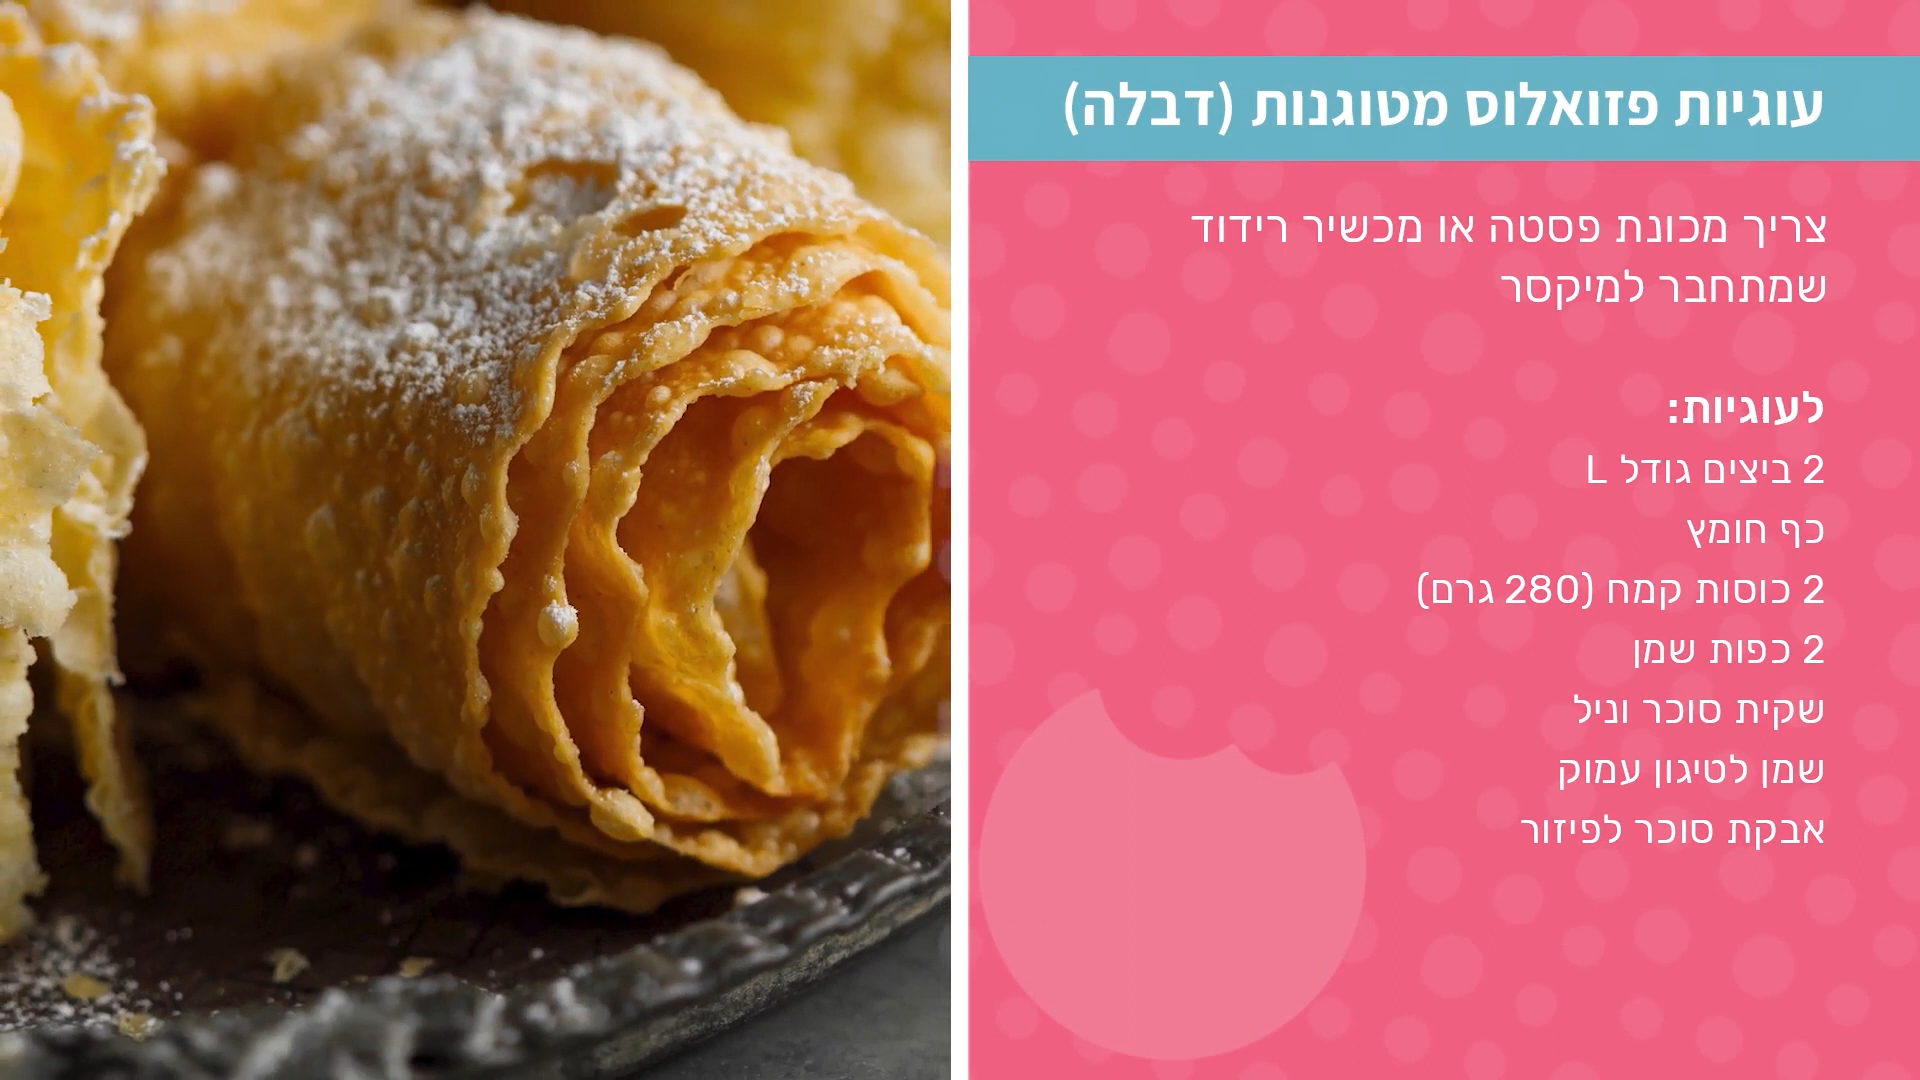 עוגיות פזואלוס מטוגנות (דבלה)
צריך מכונת פסטה או מכשיר רידוד
שמתחבר למיקסר
לעוגיות:
2 ביצים גודל L
כף חומץ
2 כוסות קמח (280 גרם)
2 כפות שמן
שקית סוכר וניל
שמן לטיגון עמוק
אבקת סוכר לפיזור